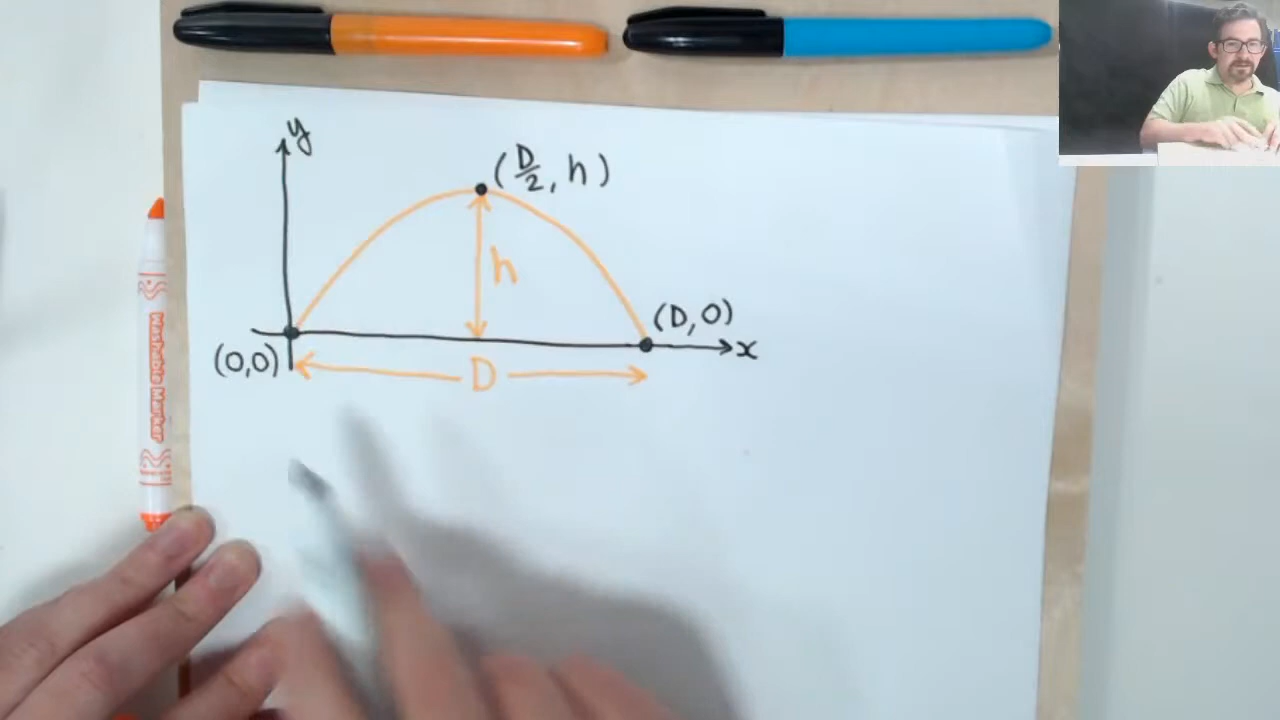 y
(D/2, h)
h
(D,0)
x
(0,0)
D
Washable Marker